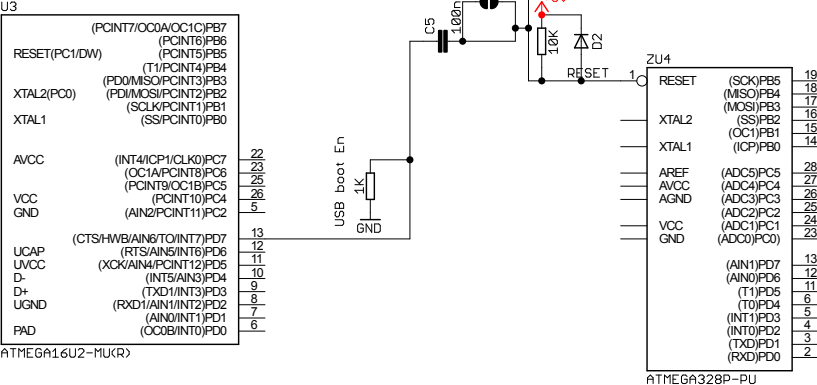 U3
(PCINT7/OC0A/OC1C)PB7
(PCINT6)PB6
RESET(PC1/DW) (PCINT5)PB5
(T1/PCINT4)PB4
(PD0/MISO/PCINT3)PB3
XTAL2(PC0) (PDI/MOSI/PCINT2)PB2
(SCLK/PCINT1)PB1
XTAL1 (SS/PCINT0)PB0
AVCC (INT4/ICP1/CLK0)PC7 22
(OC1A/PCINT8)PC6 23
(PCINT9/OC1B)PC5 25
VCC (PCINT10)PC4 26
GND (AIN2/PCINT11)PC2 5
(CTS/HWB/AIN6/TO/INT7)PD7 13
UCAP (RTS/AIN5/INT6)PD6 12
UVCC (XCK/AIN4/PCINT12)PD5 11
D- (INT5/AIN3)PD4 10
D+ (TXD1/INT3)PD3 9
UGND (RXD1/AIN1/INT2)PD2 8
(AIN0/INT1)PD1 7
PAD (OC0B/INT0)PD0 6
ATMEGA16U2-MU(R)
USB boot En
1K
GND
C5
100n
10K
D2
RESET
ZU4
1 RESET (SCK)PB5 19
(MISO)PB4 18
(MOSI)PB3 17
XTAL2 (SS)PB2 16
(OC1)PB1 15
XTAL1 (ICP)PB0 14
AREF (ADC5)PC5 28
AVCC (ADC4)PC4 27
AGND (ADC3)PC3 26
(ADC2)PC2 25
VCC (ADC1)PC1 24
GND (ADC0)PC0) 23
(AIN1)PD7 13
(AIN0)PD6 12
(T1)PD5 11
(T0)PD4 6
(INT1)PD3 5
(INT0)PD2 4
(TXD)PD1 3
(RXD)PD0 2
ATMEGA328P-PU